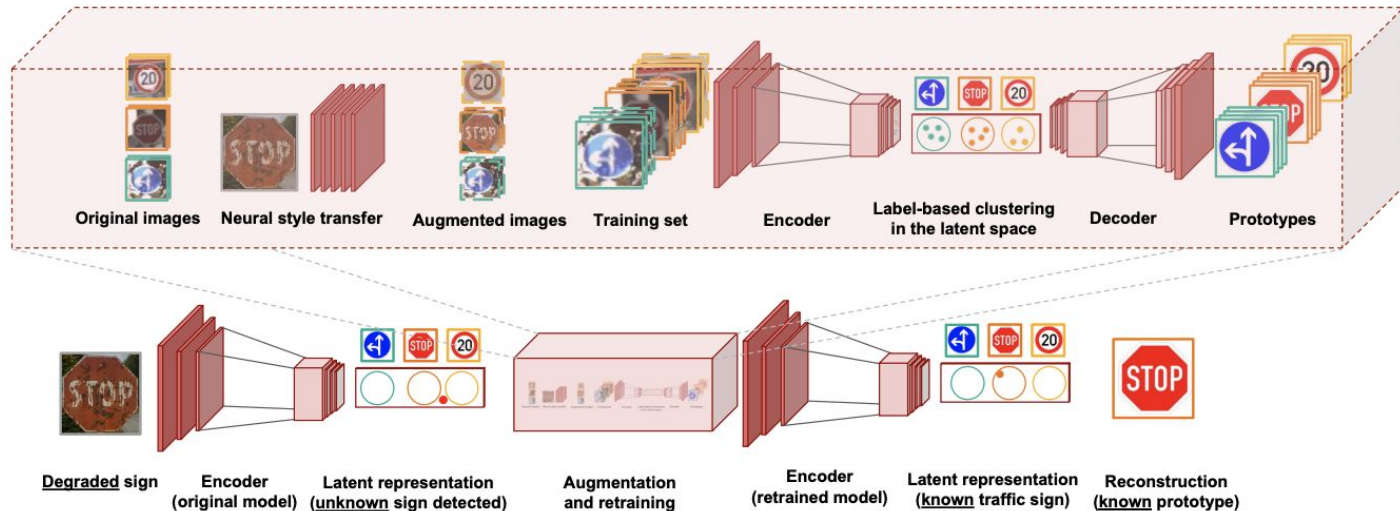 20
STOP
STOP
20
STOP
STOP
20
20
STOP
Original images
Neural style transfer
Augmented images
Training set
Encoder
Label-based clustering
in the latent space
Decoder
Prototypes
STOP
STOP
20
STOP
20
STOP
Degraded sign
Encoder
(original model)
Latent representation
(unknown sign detected)
Augmentation
and retraining
Encoder
(retrained model)
Latent representation
(known traffic sign)
Reconstruction
(known prototype)